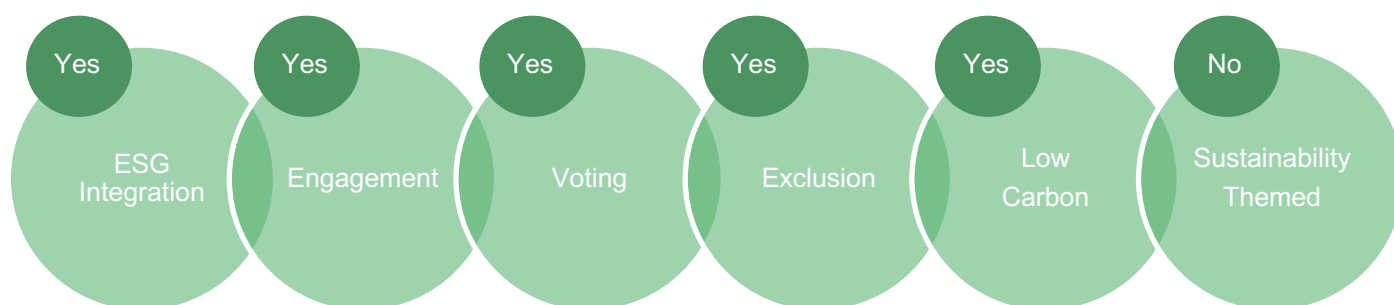 Yes
ESG
Integration
Yes
Engagement
Yes
Voting
Yes
Exclusion
Yes
Low
Carbon
No
Sustainability
Themed